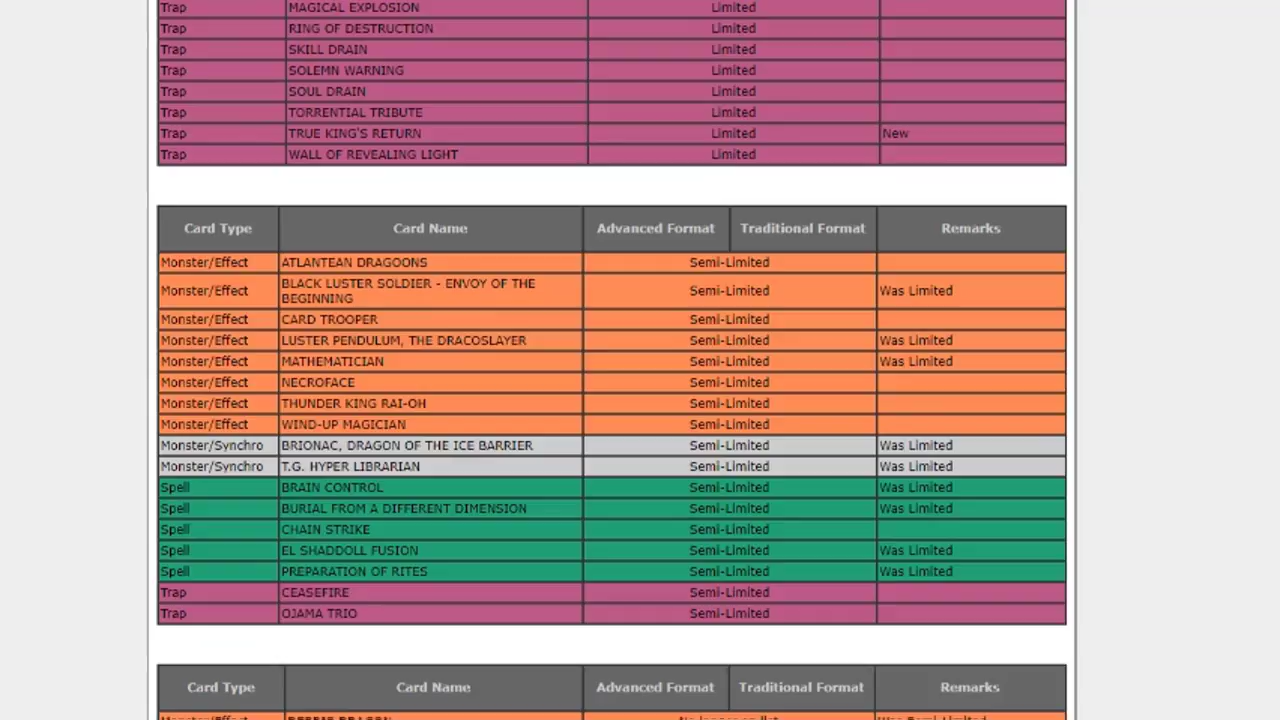 Trap MAGICAL EXPLOSION Limited
Trap RING OF DESTRUCTION Limited
Trap SKILL DRAIN Limited
Trap SOLEMN WARNING Limited
Trap SOUL DRAIN Limited
Trap TORRENTIAL TRIBUTE Limited
Trap TRUE KING'S RETURN Limited New
Trap WALL OF REVEALING LIGHT Limited
Card Type Card Name Advanced Format Traditional Format Remarks
Monster/Effect ATLANTEAN DRAGOONS Semi-Limited
Monster/Effect BLACK LUSTER SOLDIER - ENVOY OF THE
BEGINNING Semi-Limited Was Limited
Monster/Effect CARD TROOPER Semi-Limited
Monster/Effect LUSTER PENDULUM, THE DRACOSLAYER Semi-Limited Was Limited
Monster/Effect MATHEMATICIAN Semi-Limited Was Limited
Monster/Effect NECROFACE Semi-Limited
Monster/Effect THUNDER KING RAI-OH Semi-Limited
Monster/Effect WIND-UP MAGICIAN Semi-Limited
Monster/Synchro BRIONAC, DRAGON OF THE ICE BARRIER Semi-Limited Was Limited
Monster/Synchro T.G. HYPER LIBRARIAN Semi-Limited Was Limited
Spell BRAIN CONTROL Semi-Limited Was Limited
Spell BURIAL FROM A DIFFERENT DIMENSION Semi-Limited Was Limited
Spell CHAIN STRIKE Semi-Limited
Spell EL SHADDOLL FUSION Semi-Limited Was Limited
Spell PREPARATION OF RITES Semi-Limited Was Limited
Trap CEASEFIRE Semi-Limited
Trap OJAMA TRIO Semi-Limited
Card Type Card Name Advanced Format Traditional Format Remarks